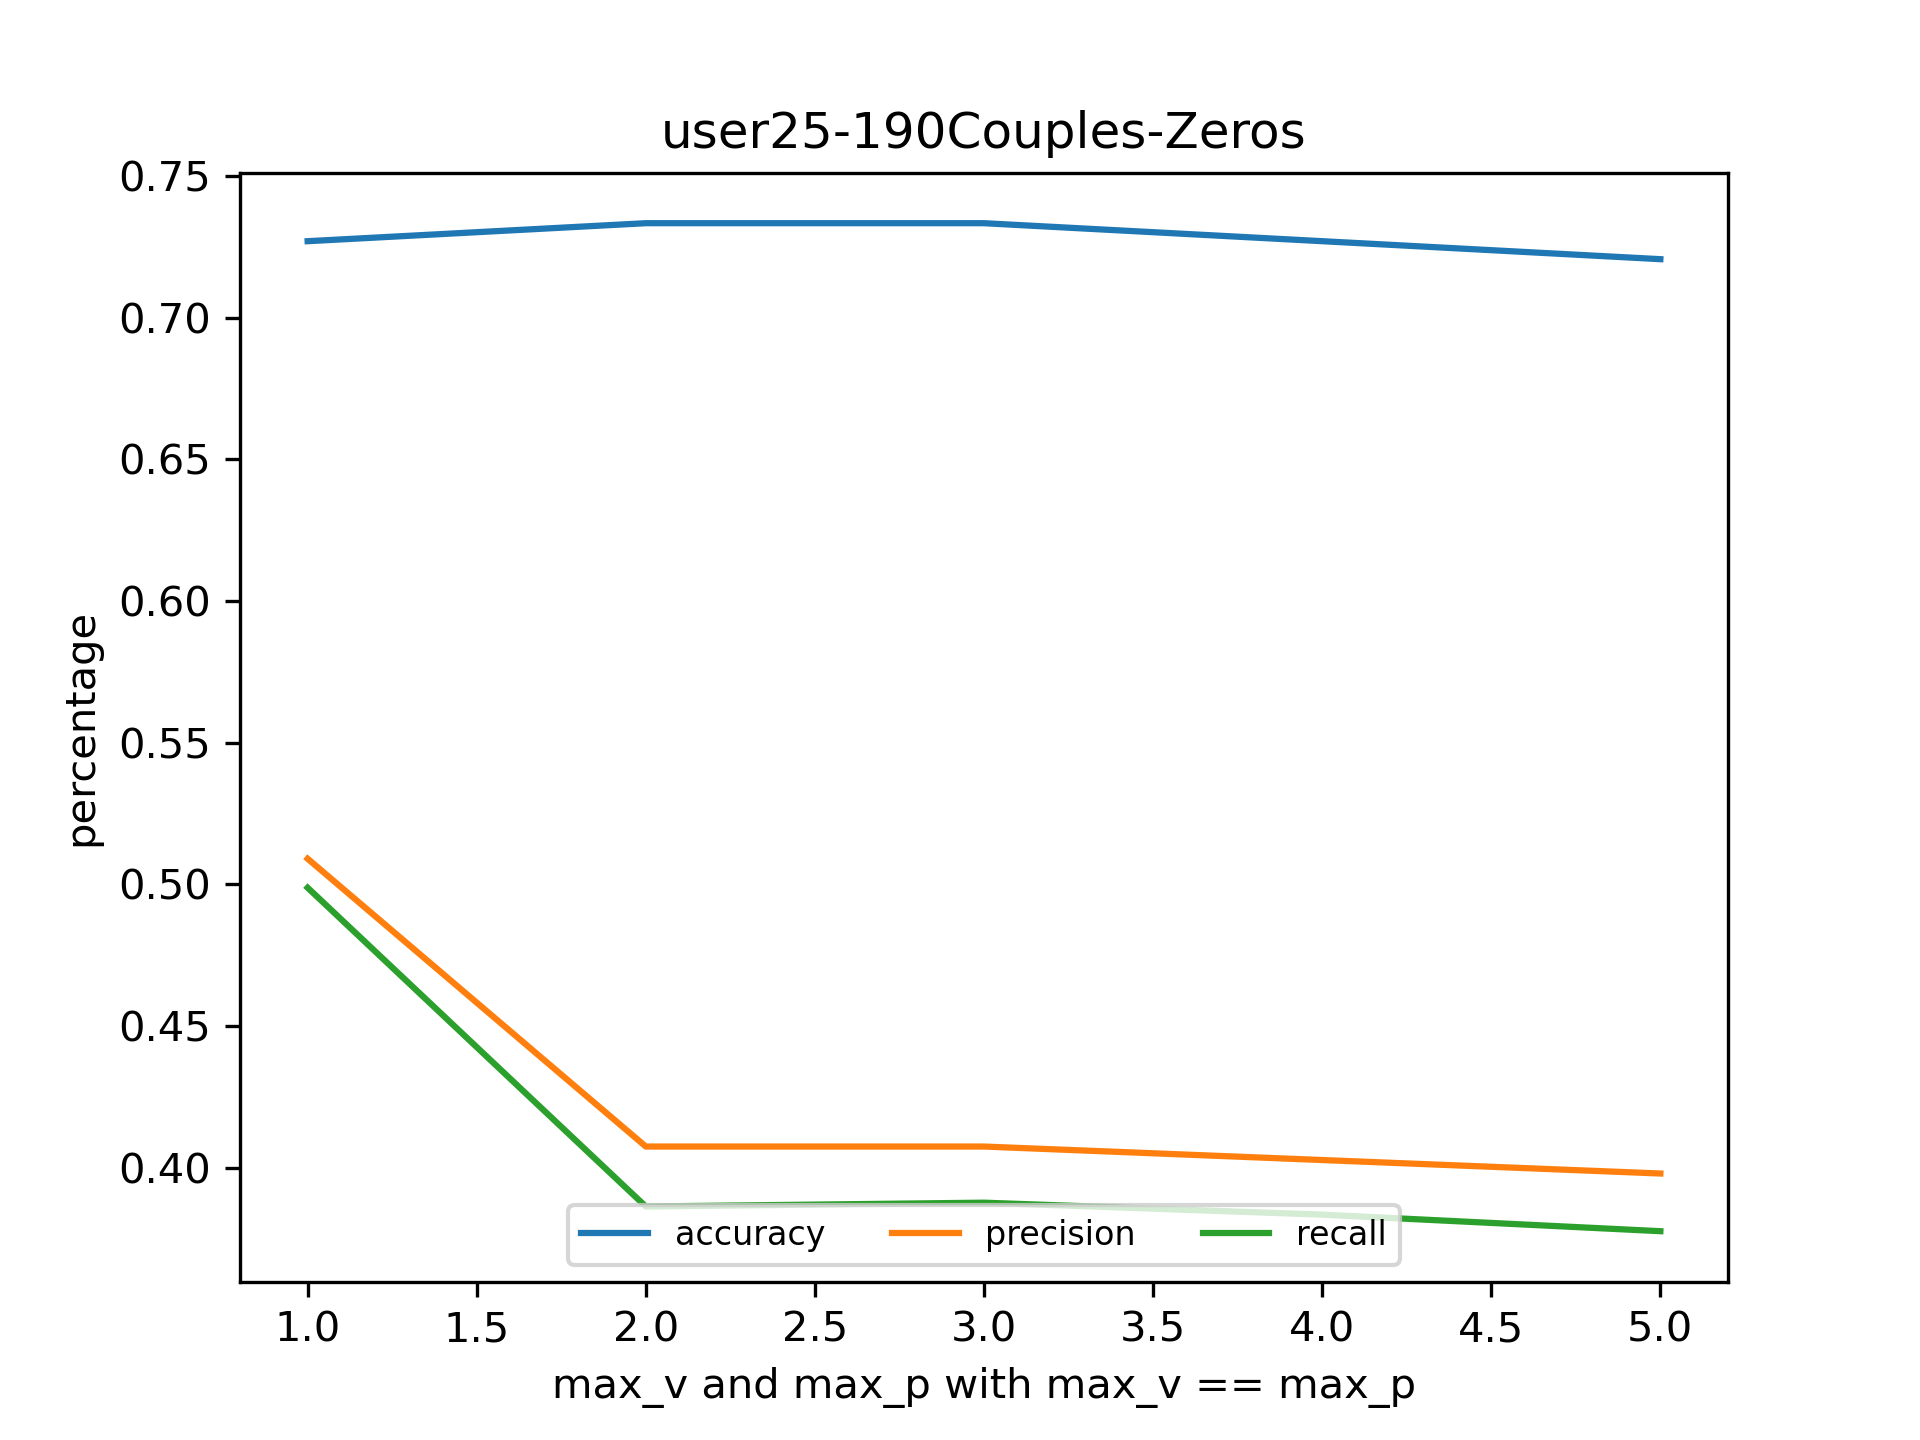 user25-190Couples-Zeros
0.75
0.70
0.65
0.60
0.55
0.50
0.45
0.40
percentage
accuracy precision recall
1.0 1.5 2.0 2.5 3.0 3.5 4.0 4.5 5.0
max_v and max_p with max_v == max_p